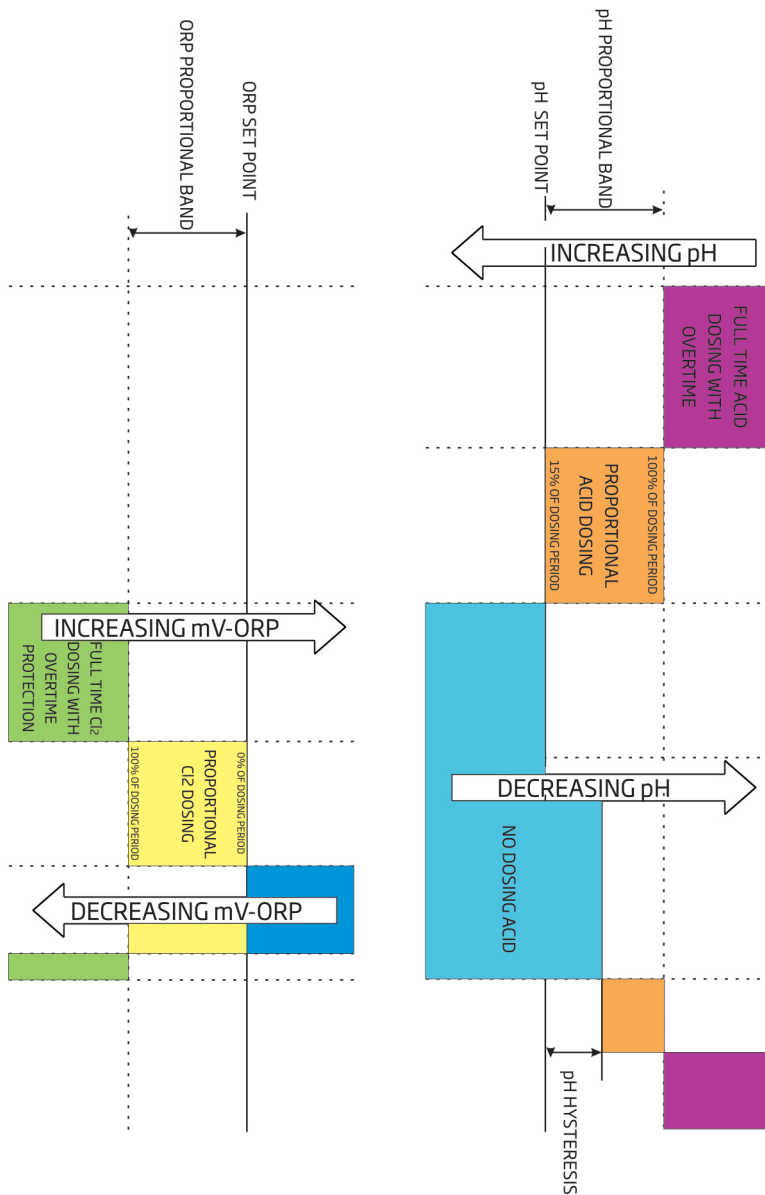 ORP PROPORTIONAL BAND
ORP SET POINT
pH SET POINT
pH PROPORTIONAL BAND
INCREASING pH
FULL TIME ACID
DOSING WITH
OVERTIME
100% OF DOSING PERIOD
PROPORTIONAL
ACID DOSING
15% OF DOSING PERIOD
INCREASING mV-ORP
FULL TIME Cl2
DOSING WITH
OVERTIME
PROTECTION
0% OF DOSING PERIOD
PROPORTIONAL
Cl2 DOSING
100% OF DOSING PERIOD
DECREASING pH
NO DOSING ACID
DECREASING mV-ORP
pH HYSTERESIS